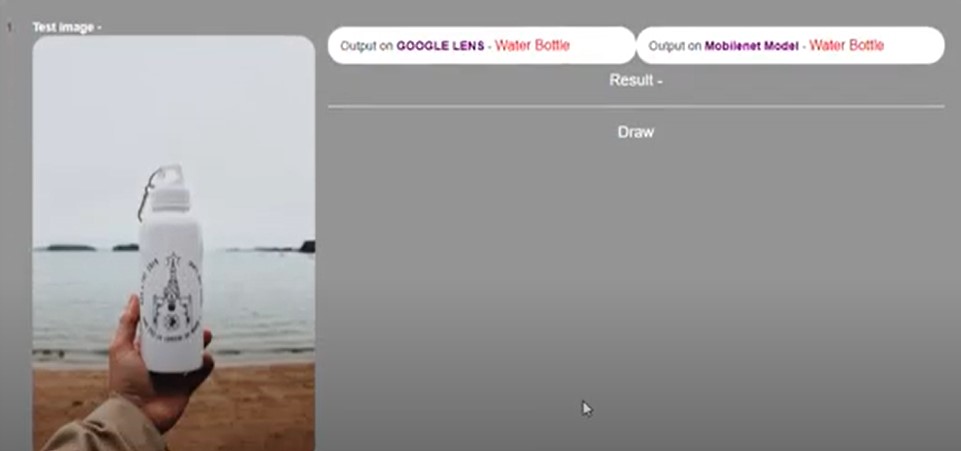 1
Test image -
Output on GOOGLE LENS - Water Bottle
Output on Mobilenet Model - Water Bottle
Result -
Draw